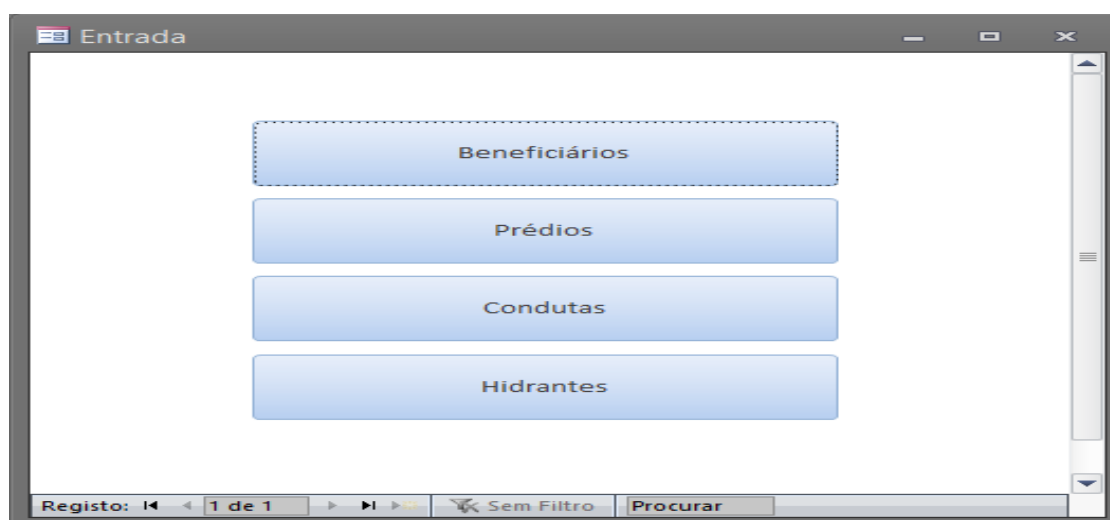 Entrada
Beneficiários
Prédios
Condutas
Hidrantes
Registo: 1 de 1 Sem Filtro Procurar